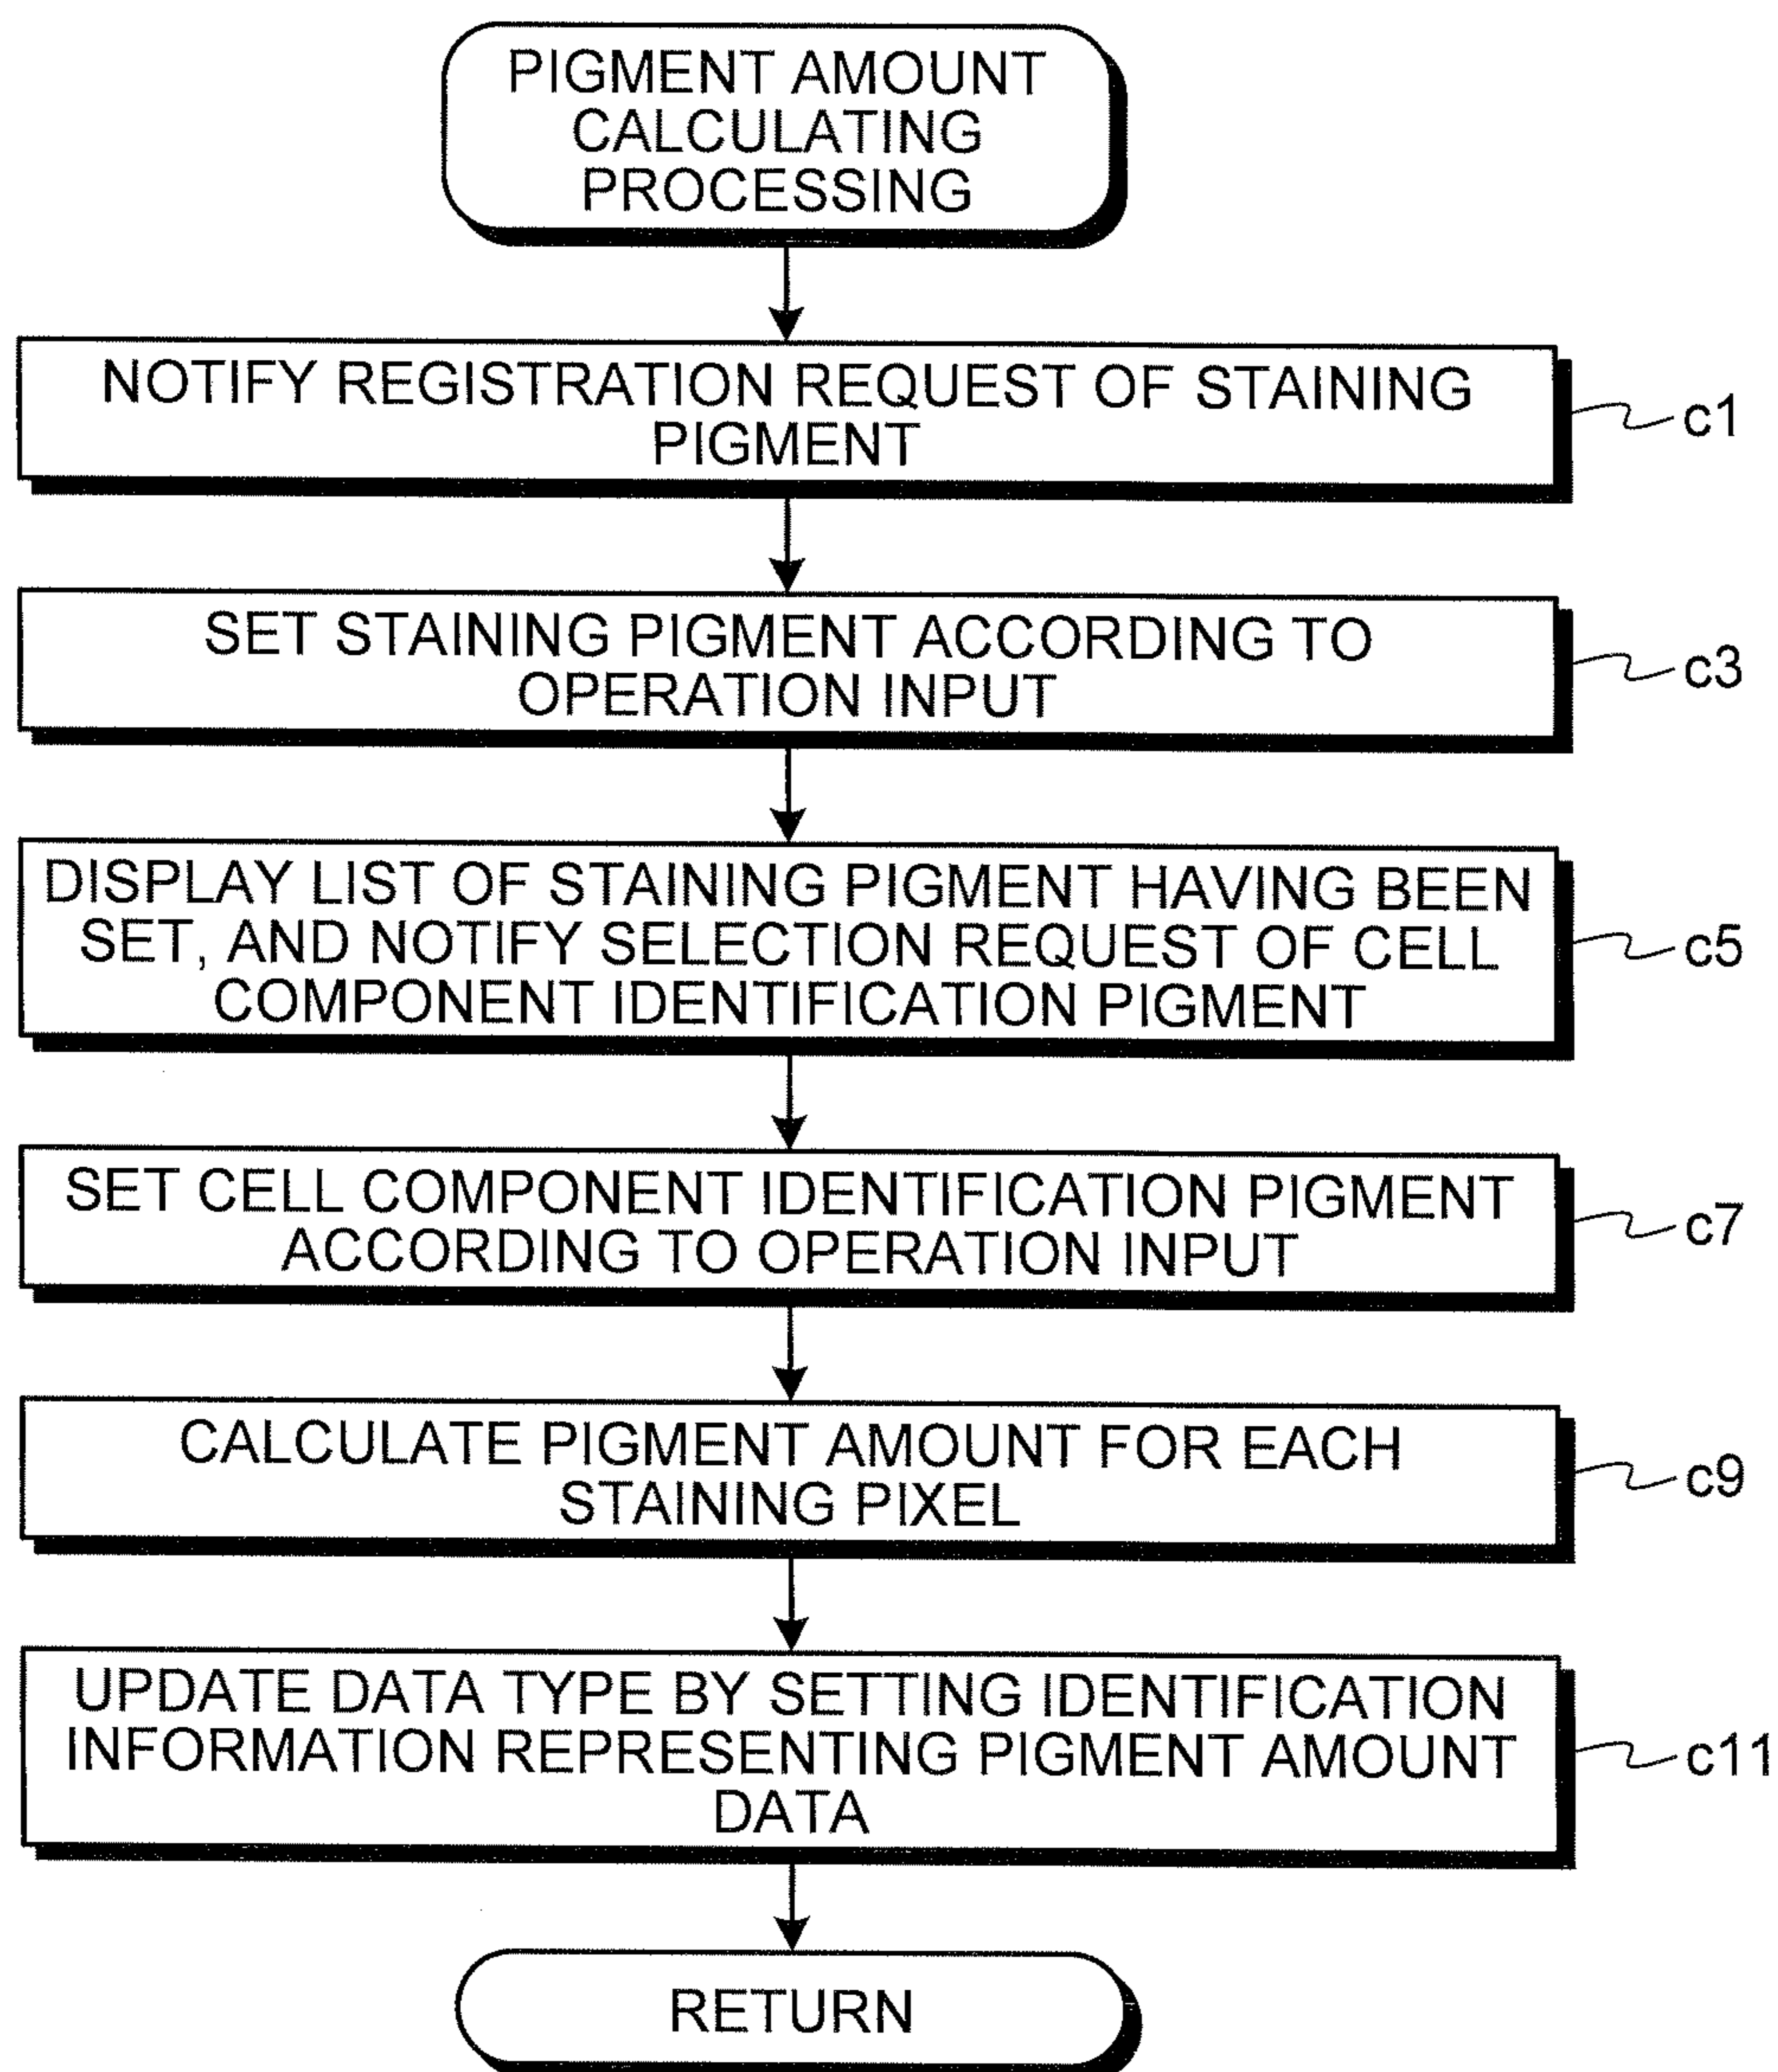 PIGMENT AMOUNT
CALCULATING
PROCESSING
NOTIFY REGISTRATION REQUEST OF STAINING
PIGMENT
c1
SET STAINING PIGMENT ACCORDING TO
OPERATION INPUT
c3
DISPLAY LIST OF STAINING PIGMENT HAVING BEEN
SET, AND NOTIFY SELECTION REQUEST OF CELL
COMPONENT IDENTIFICATION PIGMENT
c5
SET CELL COMPONENT IDENTIFICATION PIGMENT
ACCORDING TO OPERATION INPUT
c7
CALCULATE PIGMENT AMOUNT FOR EACH
STAINING PIXEL
c9
UPDATE DATA TYPE BY SETTING IDENTIFICATION
INFORMATION REPRESENTING PIGMENT AMOUNT
DATA
c11
RETURN